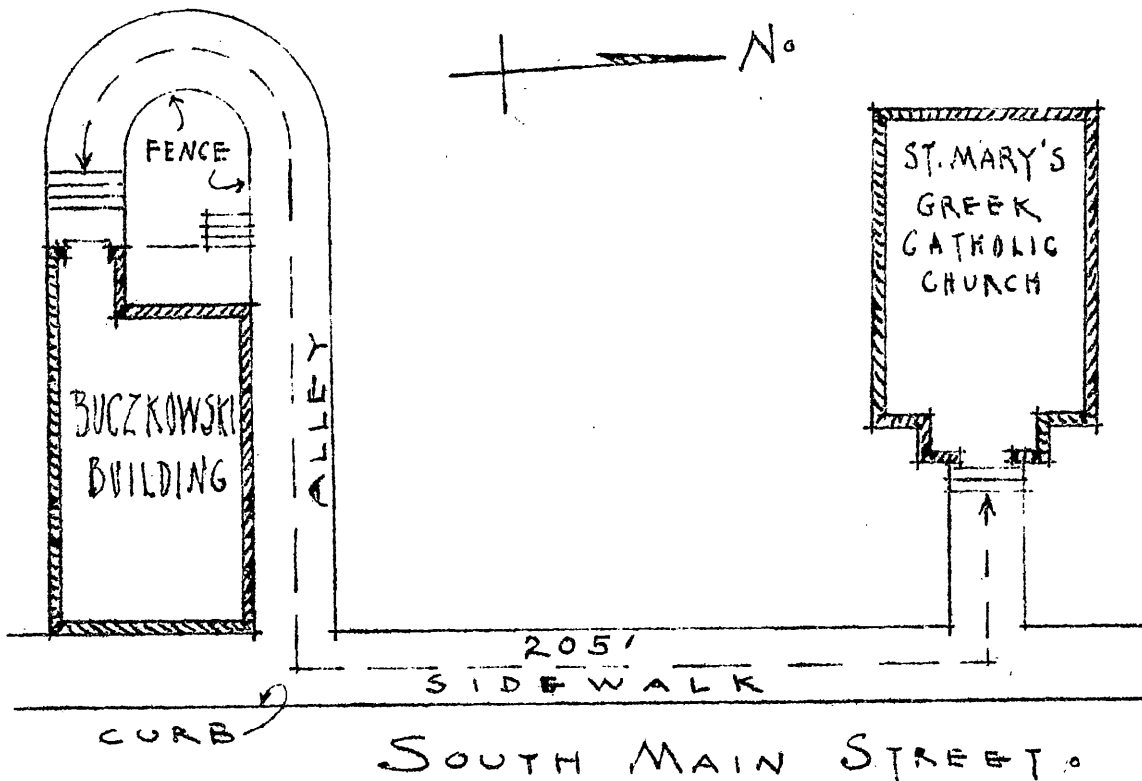 No
FENCE
ST. MARY'S
GREEK
CATHOLIC
CHURCH
BUCZKOWSKI
BUILDING
ALLEY
205'
SIDEWALK
CURB
SOUTH MAIN STREET.